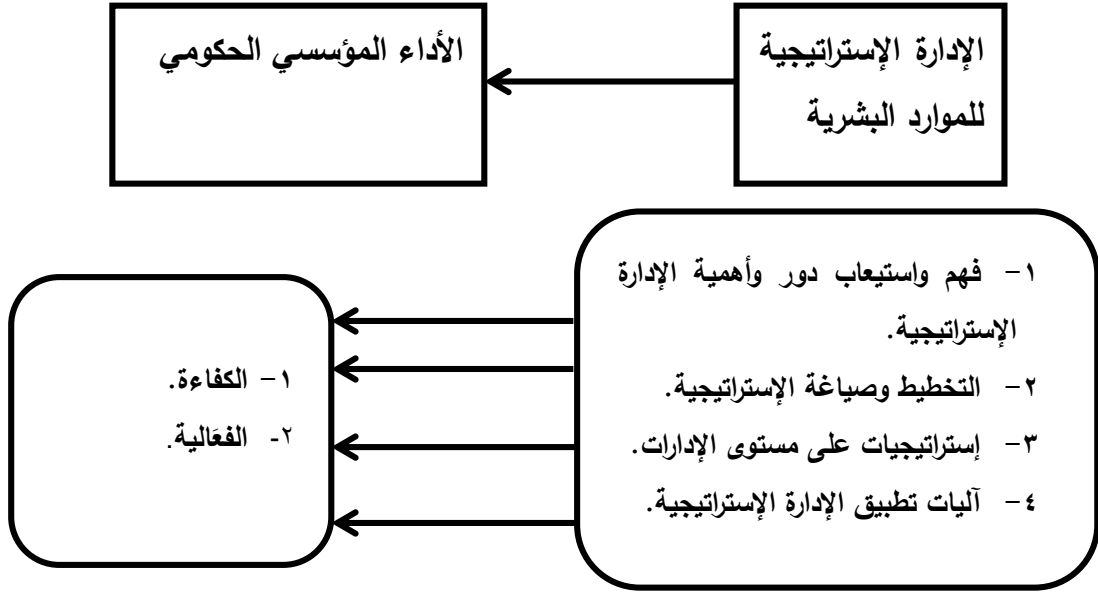 الإدارة الإستراتيجية
للموارد البشرية
الأداء المؤسسي الحكومي
١- فهم واستيعاب دور وأهمية الإدارة
الإستراتيجية.
٢- التخطيط وصياغة الإستراتيجية.
٣- إستراتيجيات على مستوى الإدارات.
٤- آليات تطبيق الإدارة الإستراتيجية.
١- الكفاءة.
٢- الفعَالية.